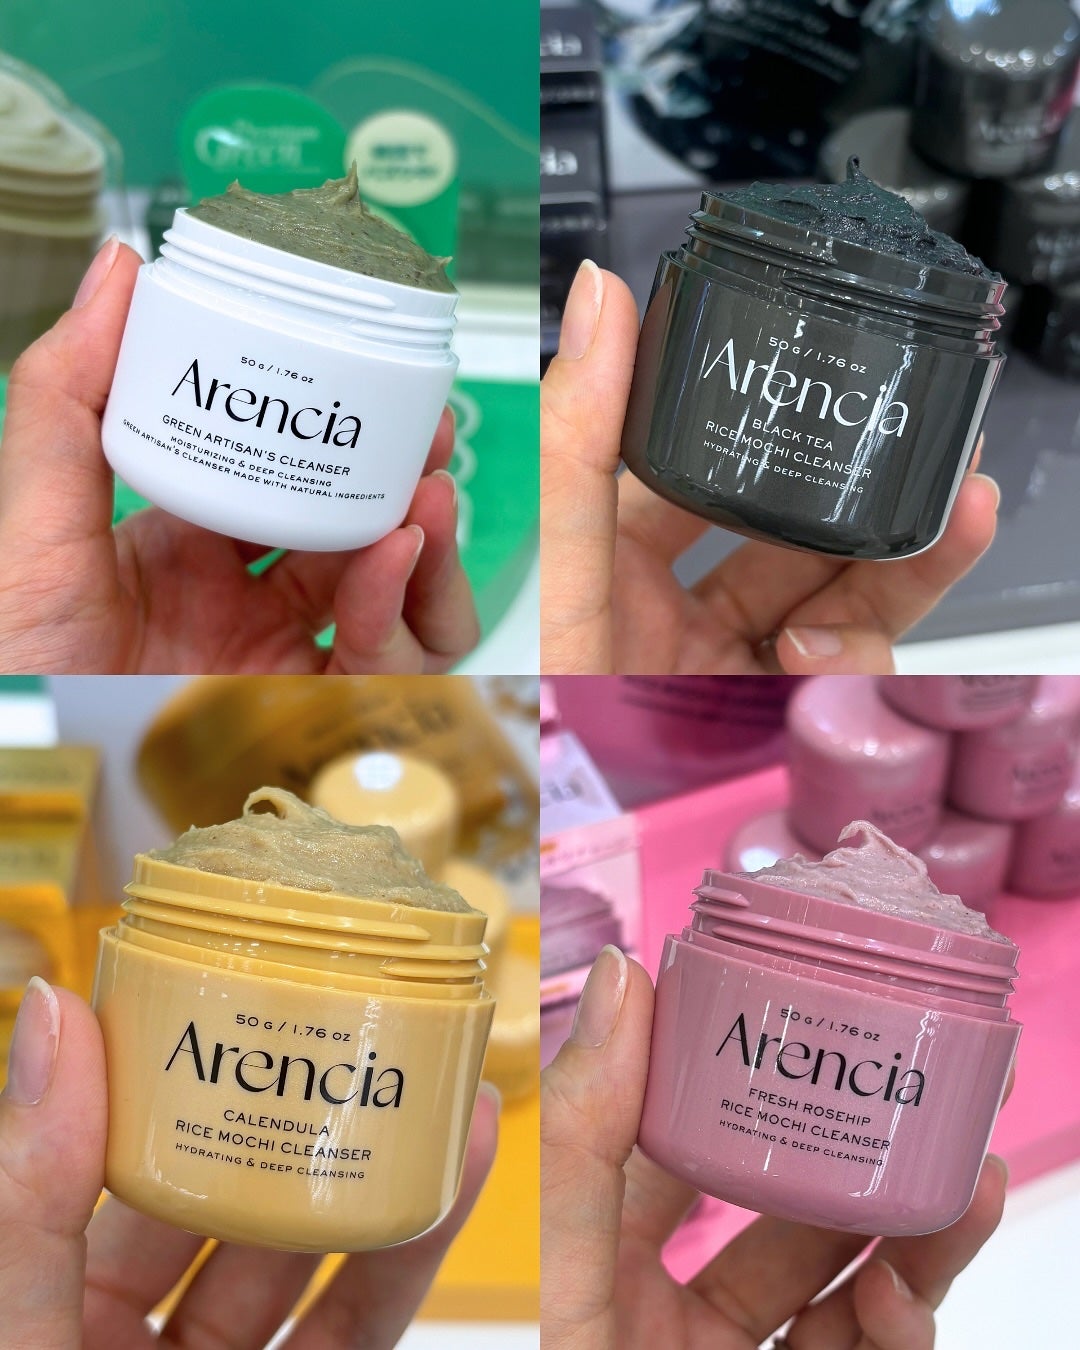 Premium
Green
50 G / 1.76 OZ
Arencia
GREEN ARTISAN'S CLEANSER
MOISTURIZING & DEEP CLEANSING
GREEN ARTISAN'S CLEANSER MADE WITH NATURAL INGREDIENTS
50 G / 1.76 OZ
Arencia
BLACK TEA
RICE MOCHI CLEANSER
HYDRATING & DEEP CLEANSING
50 G / 1.76 OZ
Arencia
CALENDULA
RICE MOCHI CLEANSER
HYDRATING & DEEP CLEANSING
50 G / 1.76 OZ
Arencia
FRESH ROSEHIP
RICE MOCHI CLEANSER
HYDRATING & DEEP CLEANSING